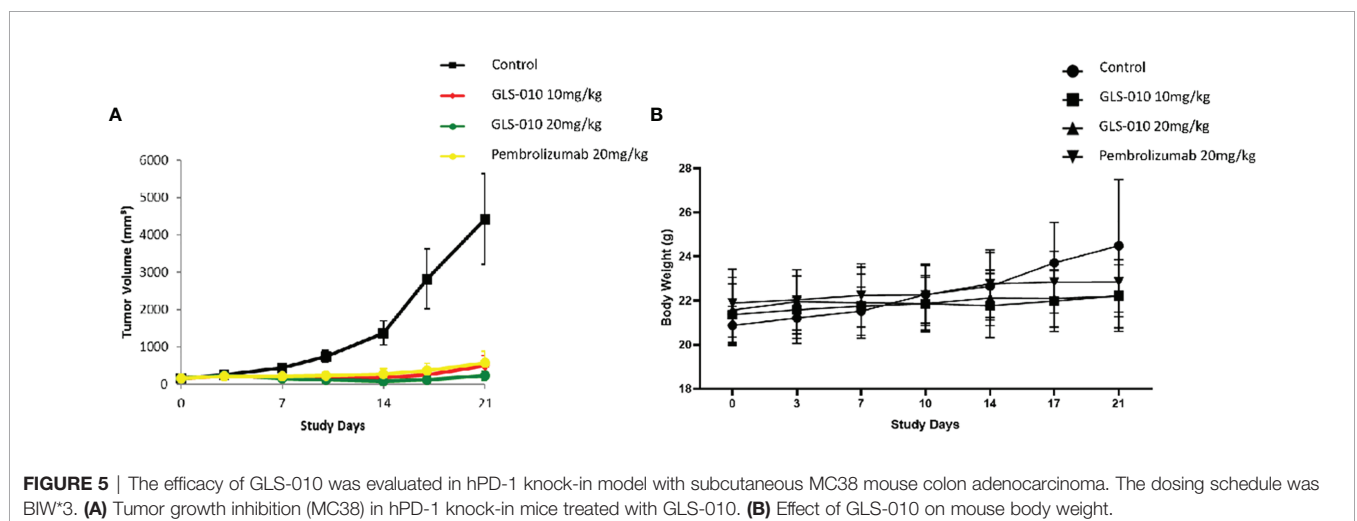 A
Control
GLS-010 10mg/kg
GLS-010 20mg/kg
Pembrolizumab 20mg/kg
6000
5000
4000
3000
2000
1000
0
Tumor Volume (mm³)
0 7 14 21
Study Days
B
Control
GLS-010 10mg/kg
GLS-010 20mg/kg
Pembrolizumab 20mg/kg
28
26
24
22
20
18
Body Weight (g)
0 3 7 10 14 17 21
Study Days
FIGURE 5 | The efficacy of GLS-010 was evaluated in hPD-1 knock-in model with subcutaneous MC38 mouse colon adenocarcinoma. The dosing schedule was
BIW*3. (A) Tumor growth inhibition (MC38) in hPD-1 knock-in mice treated with GLS-010. (B) Effect of GLS-010 on mouse body weight.